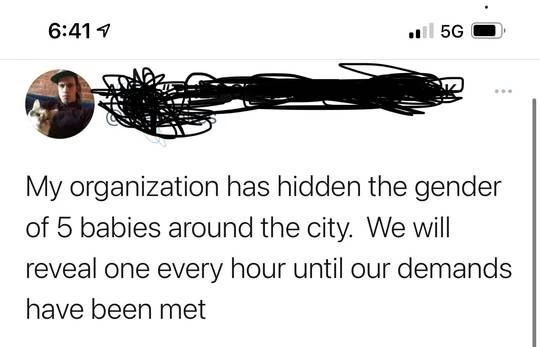 6:41
5G
My organization has hidden the gender
of 5 babies around the city.  We will
reveal one every hour until our demands
have been met